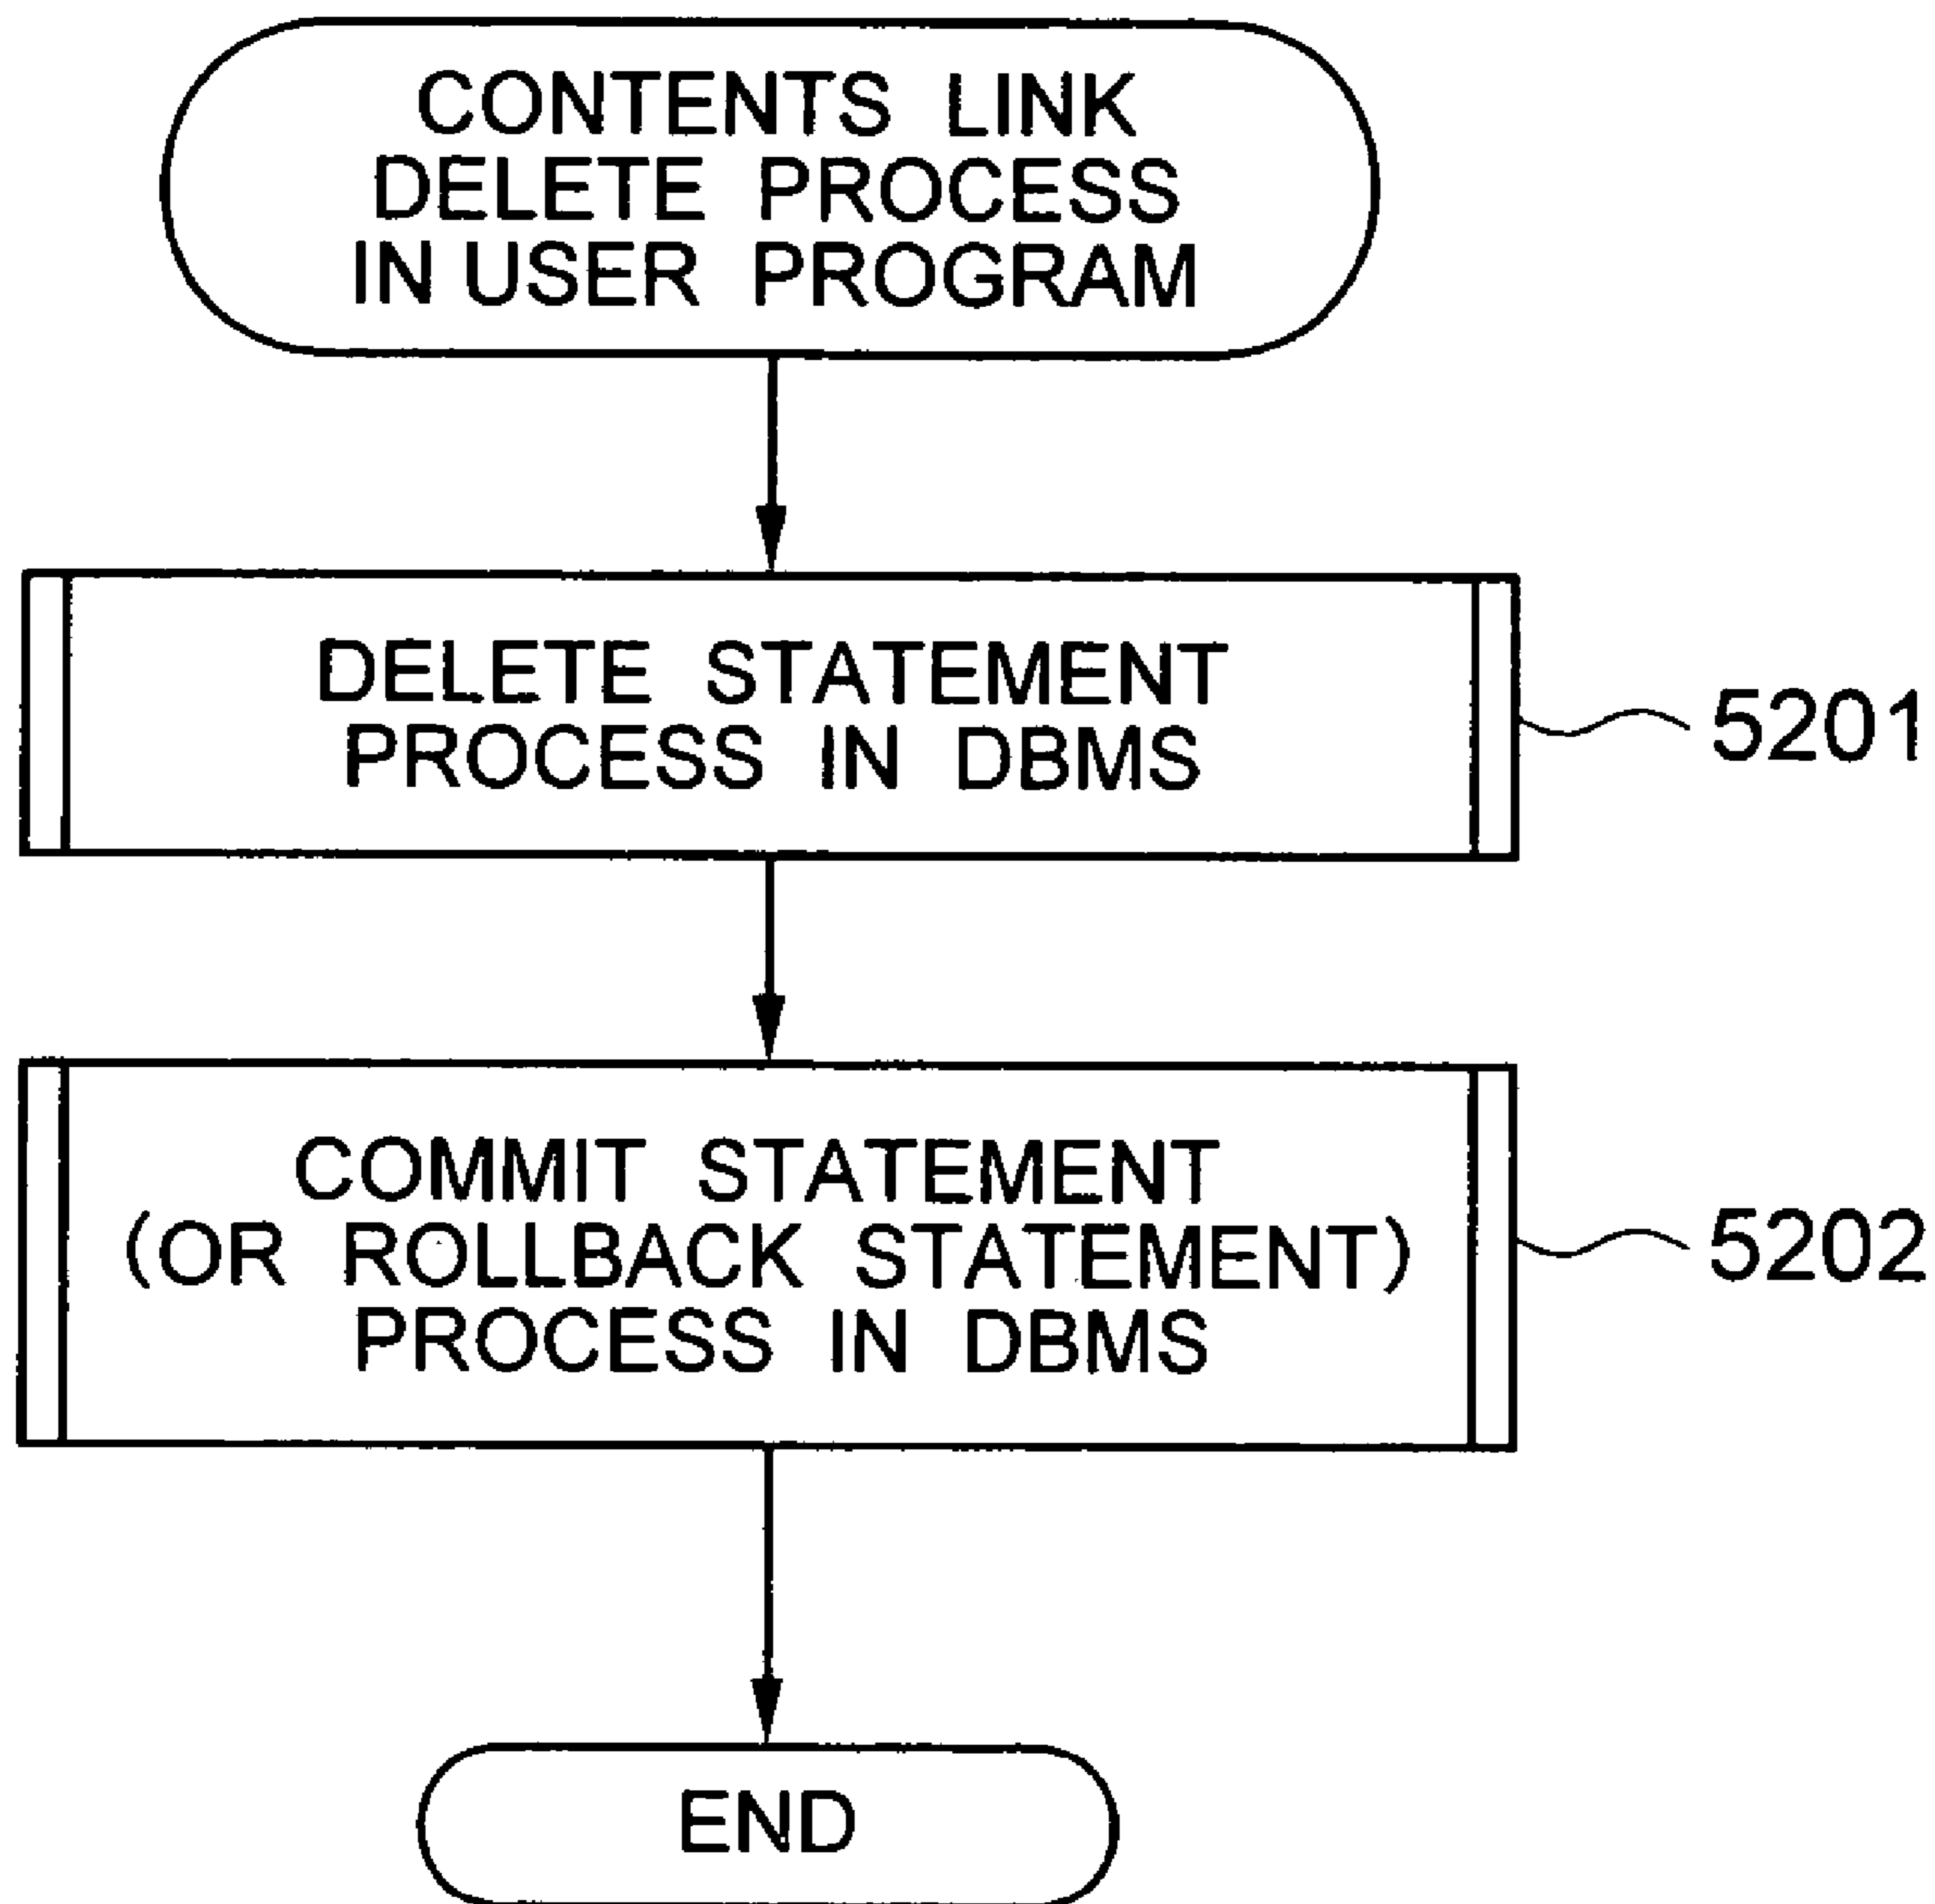 CONTENTS LINK
DELETE PROCESS
IN USER PROGRAM
DELETE STATEMENT
PROCESS IN DBMS
5201
COMMIT STATEMENT
(OR ROLLBACK STATEMENT)
PROCESS IN DBMS
5202
END